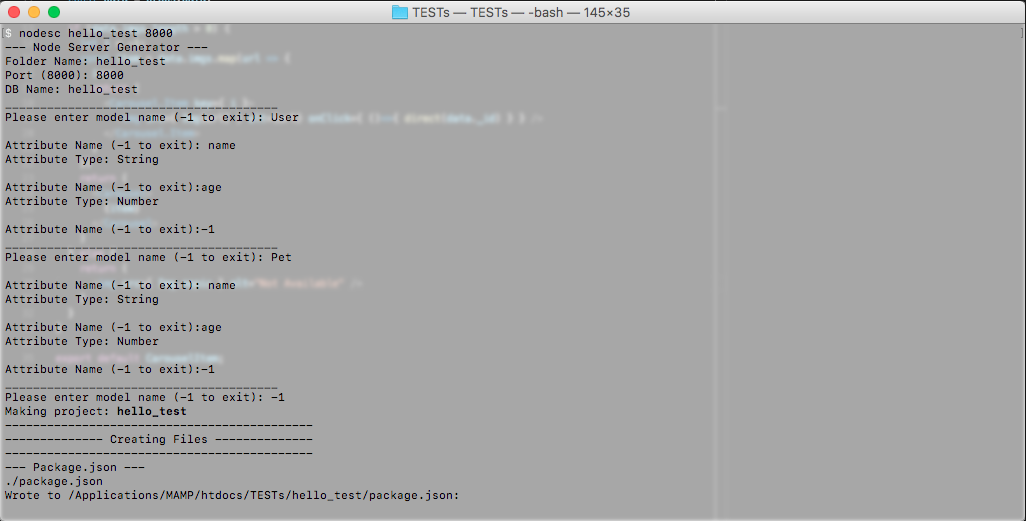 TESTs — TESTs — -bash — 145×35
$ nodesc hello_test 8000
--- Node Server Generator ---
Folder Name: hello_test
Port (8000): 8000
DB Name: hello_test
_______________________________________
Please enter model name (-1 to exit): User
Attribute Name (-1 to exit): name
Attribute Type: String
Attribute Name (-1 to exit):age
Attribute Type: Number
Attribute Name (-1 to exit):-1
_______________________________________
Please enter model name (-1 to exit): Pet
Attribute Name (-1 to exit): name
Attribute Type: String
Attribute Name (-1 to exit):age
Attribute Type: Number
Attribute Name (-1 to exit):-1
_______________________________________
Please enter model name (-1 to exit): -1
Making project: hello_test
--------------------------------------------
-------------- Creating Files --------------
--------------------------------------------
--- Package.json ---
./package.json
Wrote to /Applications/MAMP/htdocs/TESTs/hello_test/package.json: